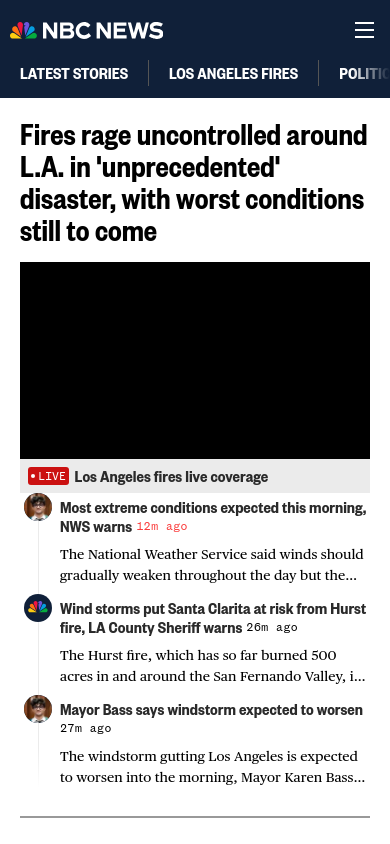 NBC NEWS
LATEST STORIES
LOS ANGELES FIRES
POLITIC
Fires rage uncontrolled around
L.A. in 'unprecedented'
disaster, with worst conditions
still to come
LIVE Los Angeles fires live coverage
Most extreme conditions expected this morning,
NWS warns 12m ago
The National Weather Service said winds should
gradually weaken throughout the day but the...
Wind storms put Santa Clarita at risk from Hurst
fire, LA County Sheriff warns 26m ago
The Hurst fire, which has so far burned 500
acres in and around the San Fernando Valley, i...
Mayor Bass says windstorm expected to worsen
27m ago
The windstorm gutting Los Angeles is expected
to worsen into the morning, Mayor Karen Bass...